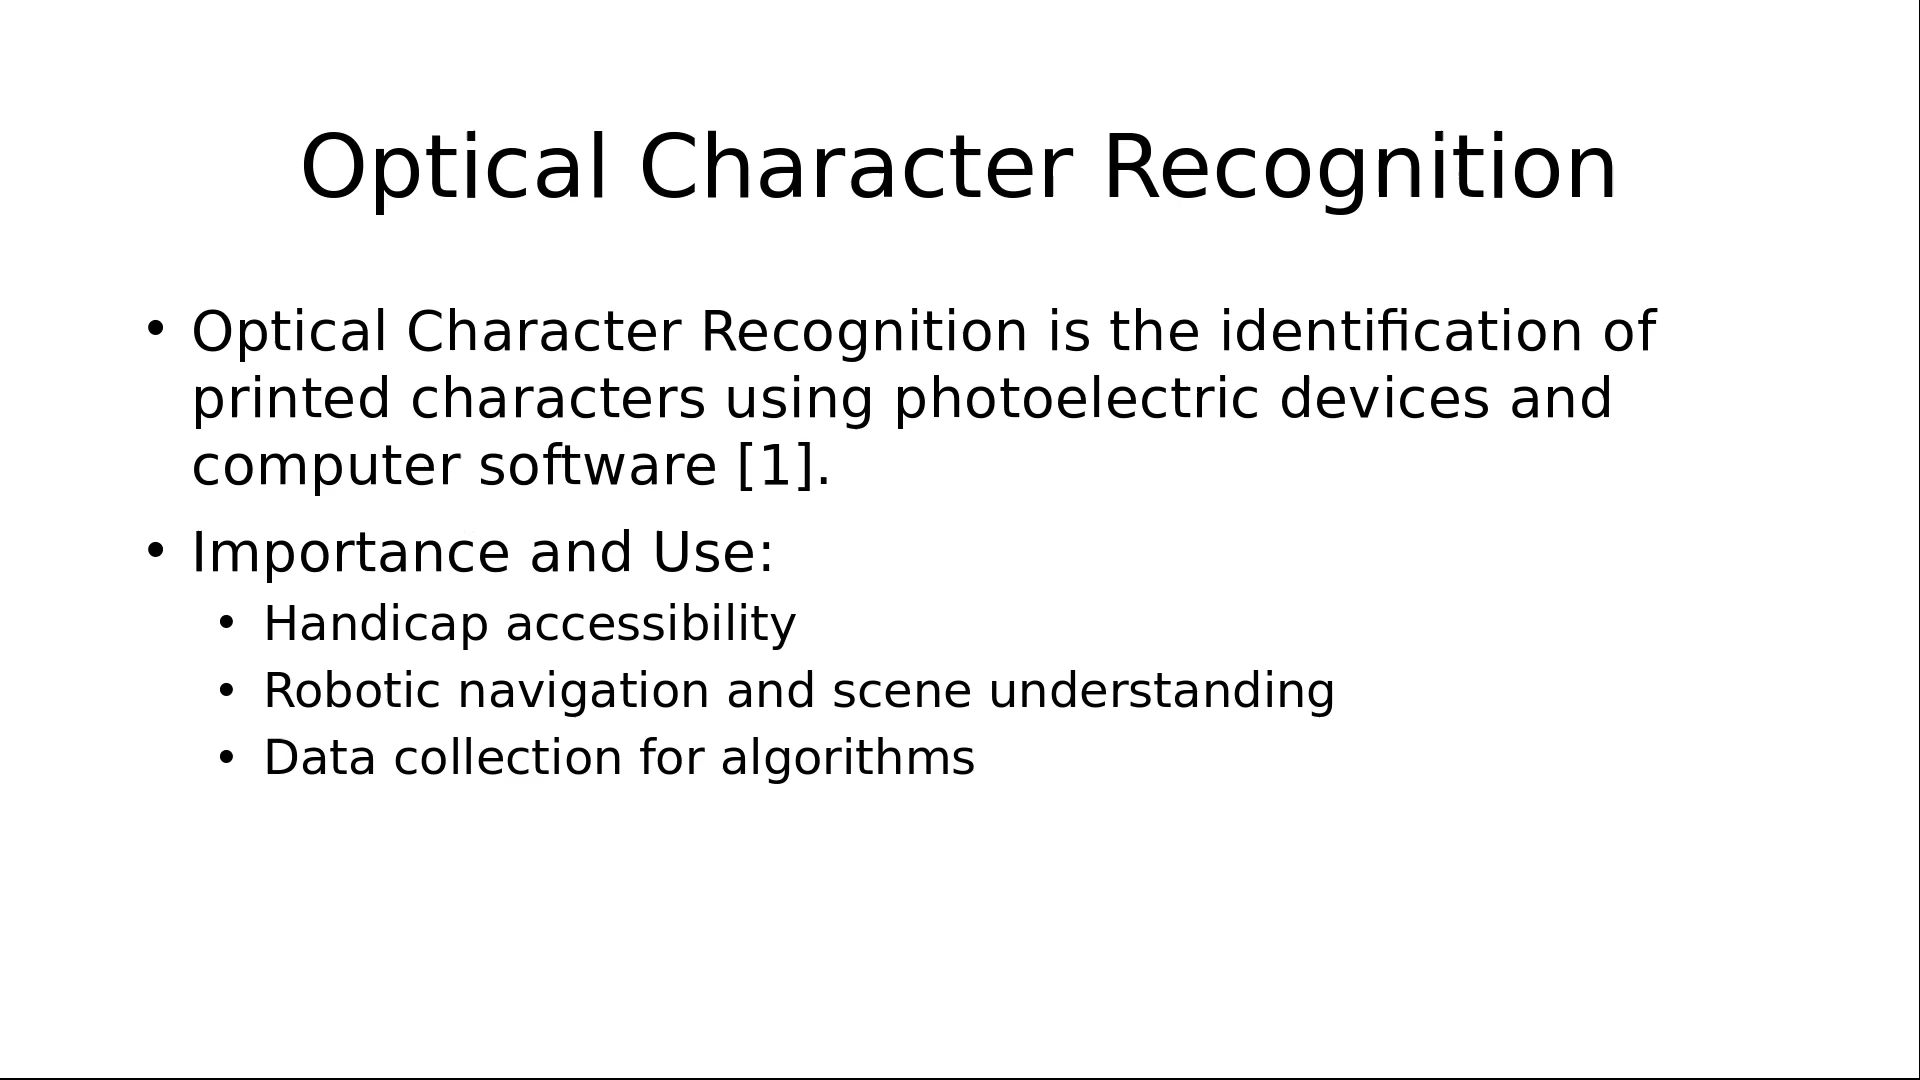 Optical Character Recognition
• Optical Character Recognition is the identification of
printed characters using photoelectric devices and
computer software [1].
• Importance and Use:
• Handicap accessibility
• Robotic navigation and scene understanding
• Data collection for algorithms